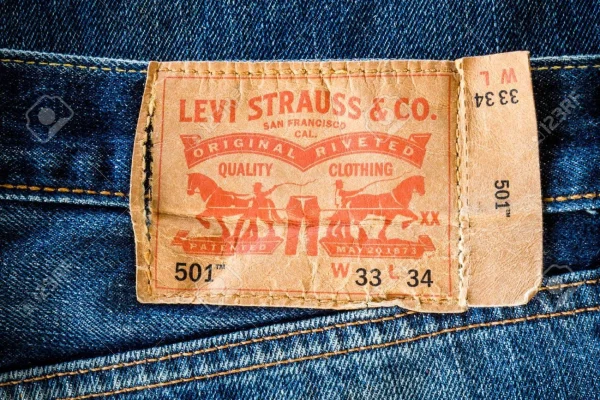 LEVI STRAUSS & CO.
SAN FRANCISCO
CAL.
ORIGINAL RIVETED
QUALITY CLOTHING
XX
PATENTED MAY 20 1873
501™ W 33 L 34
W L
33 34
501™
123RF